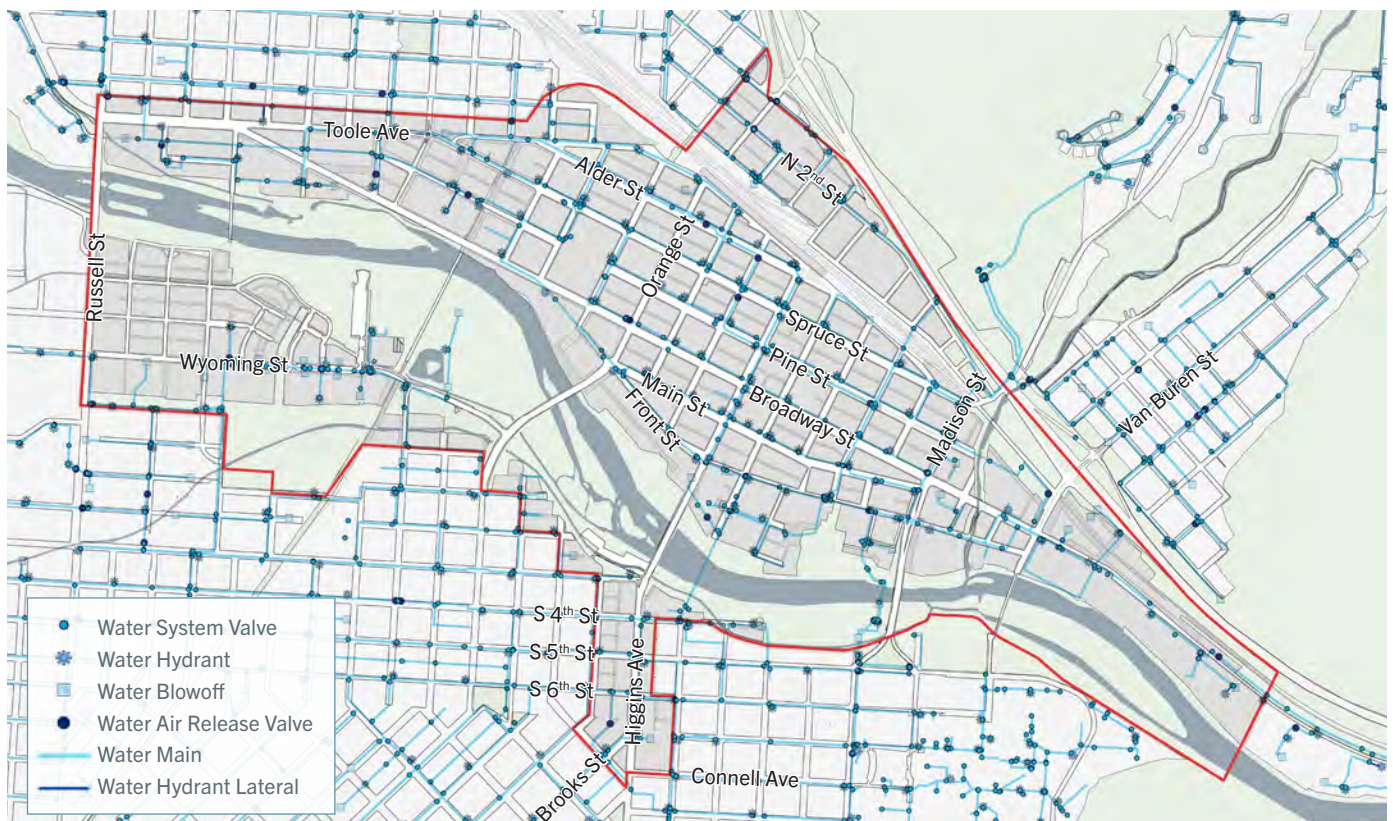 Toole Ave
Alder St
N 2nd St
Orange St
Russell St
Spruce St
Wyoming St
Pine St
Van Buren St
Main St
Broadway St
Madison St
Front St
S 4th St
S 5th St
S 6th St
Higgins Ave
Connell Ave
Brooks St
Water System Valve
Water Hydrant
Water Blowoff
Water Air Release Valve
Water Main
Water Hydrant Lateral